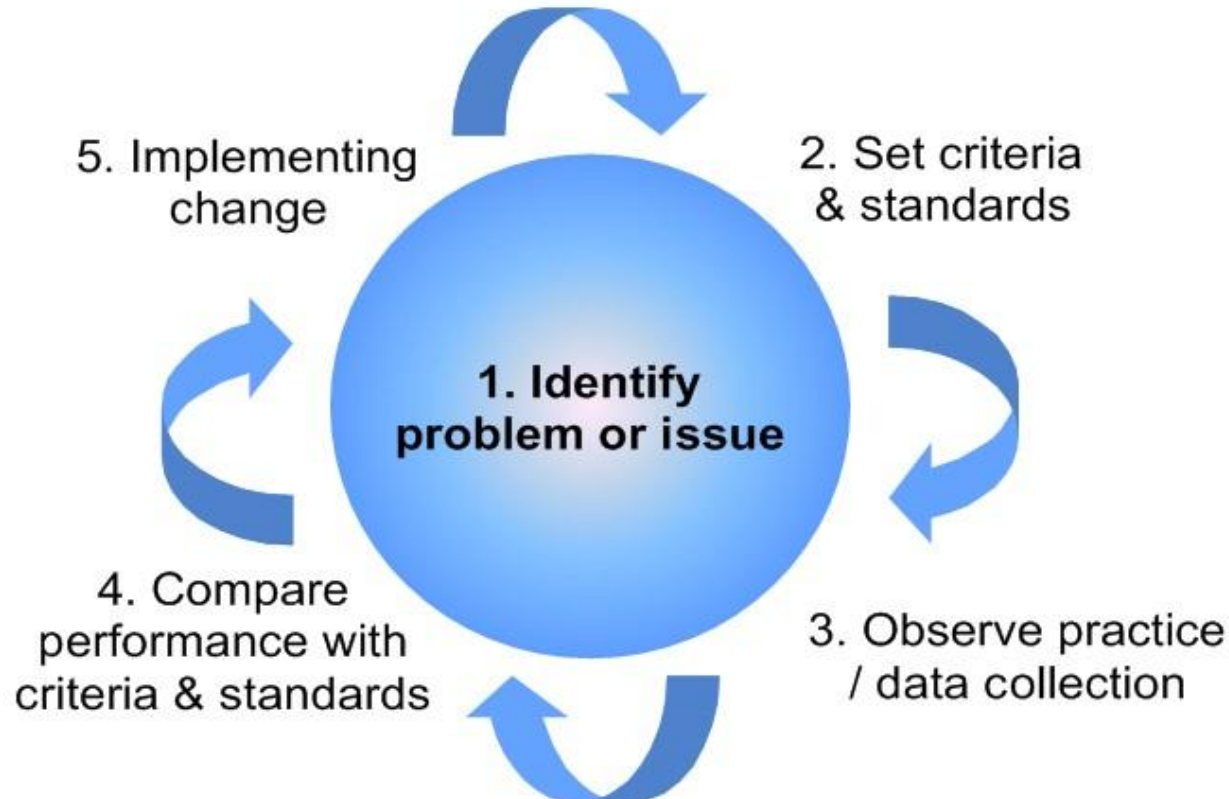 1. Identify
problem or issue
2. Set criteria
& standards
3. Observe practice
/ data collection
4. Compare
performance with
criteria & standards
5. Implementing
change